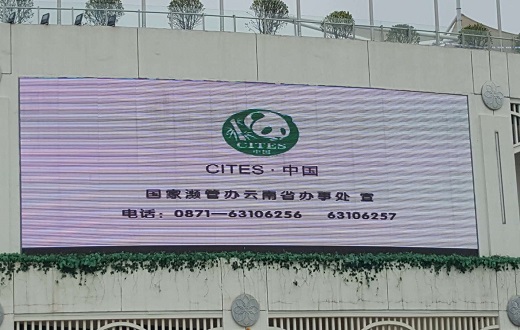 CITES
中国
CITES·中国
国家濒管办云南省办事处 宣
电话：0871—63106256 63106257